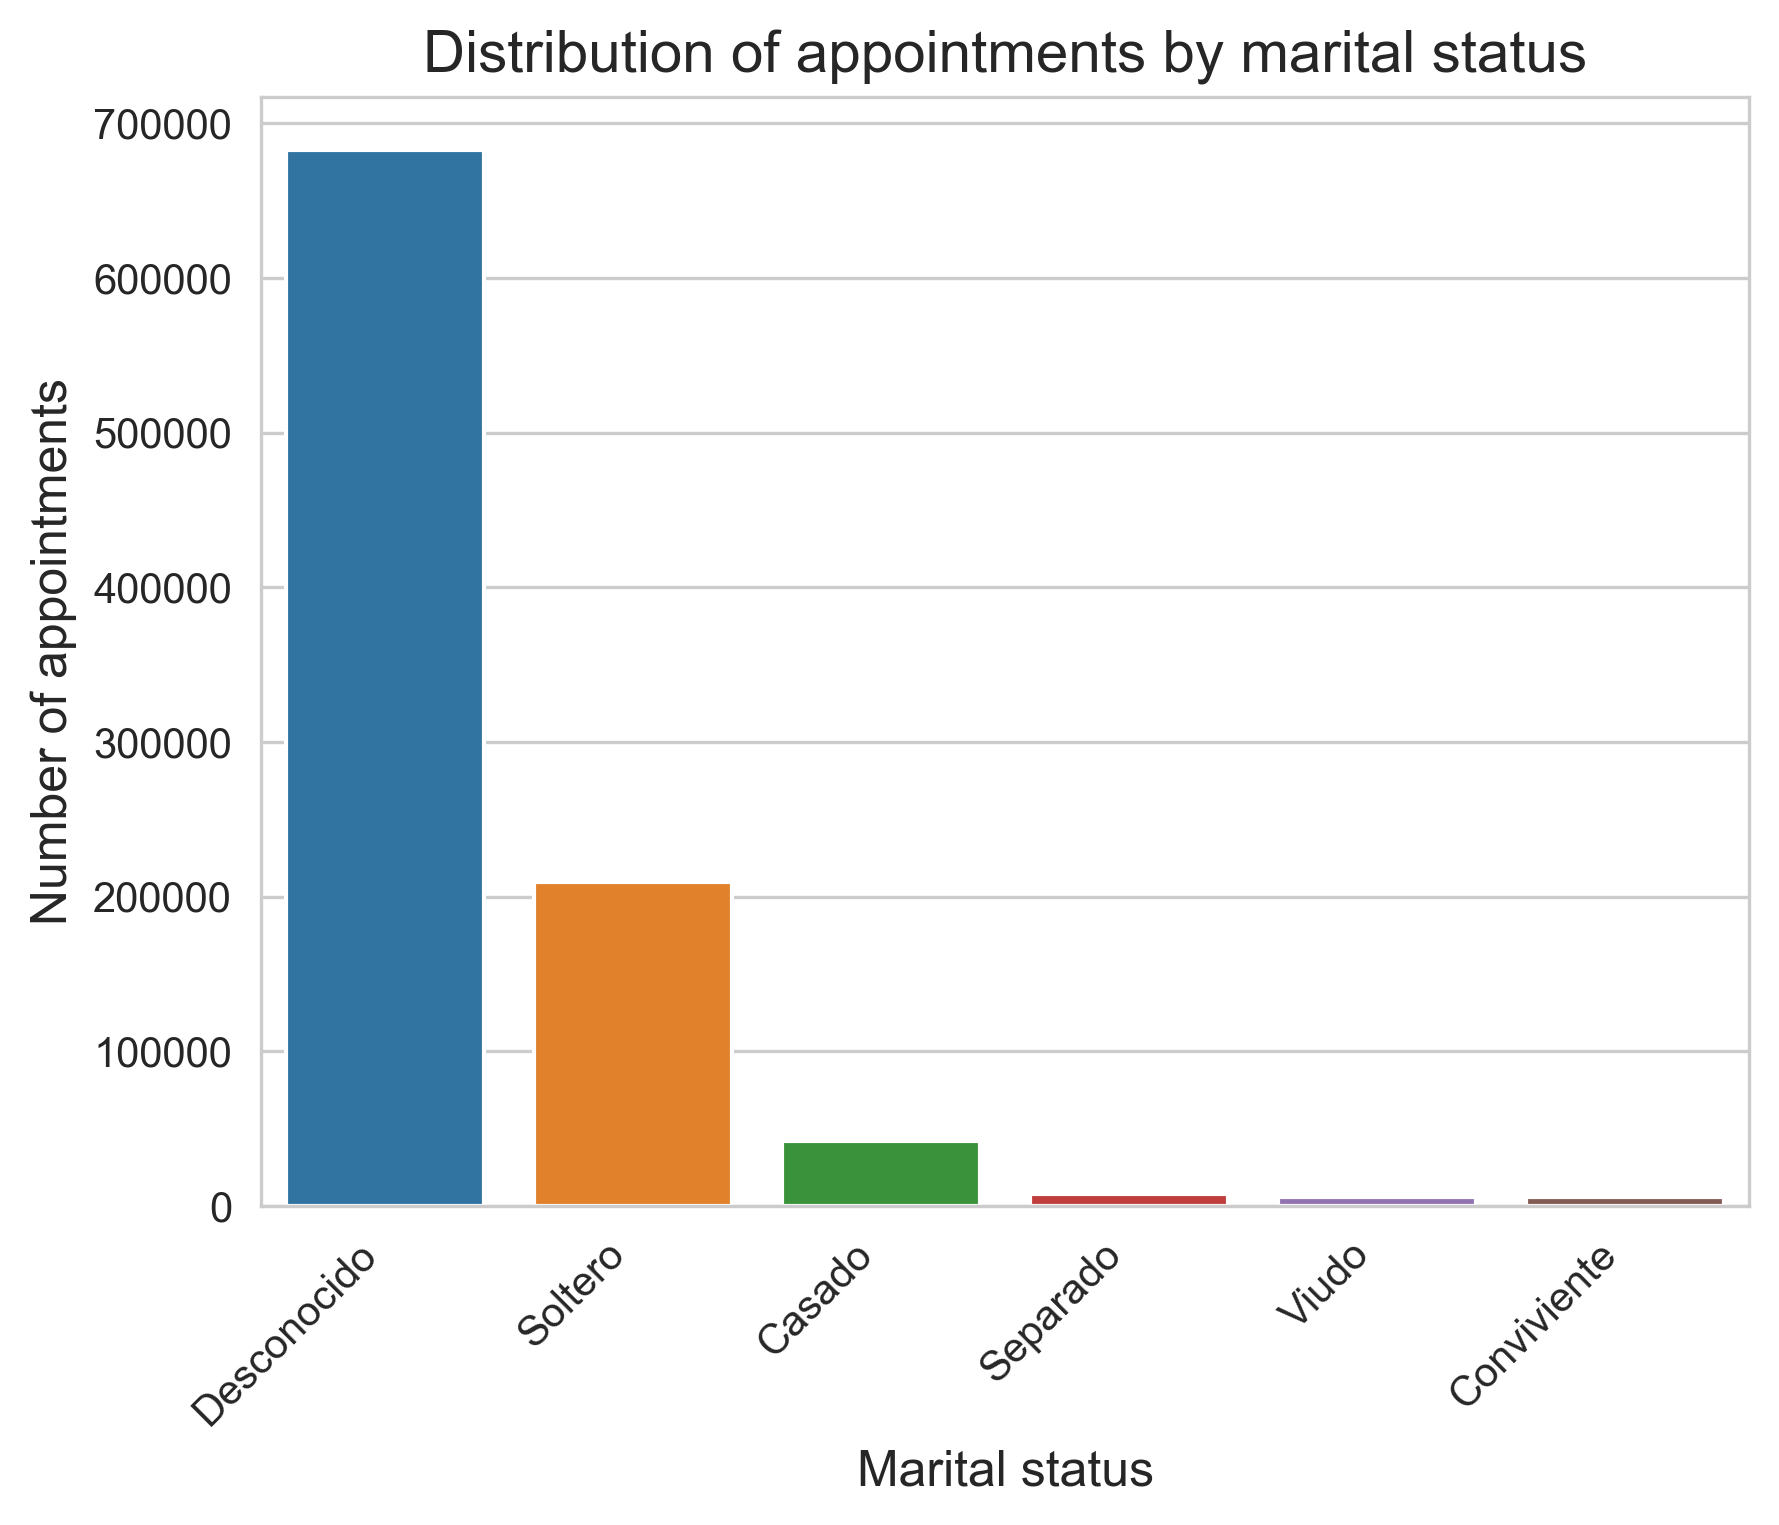 Distribution of appointments by marital status
700000
600000
500000
400000
300000
200000
100000
0
Number of appointments
Desconocido
Soltero
Casado
Separado
Viudo
Conviviente
Marital status